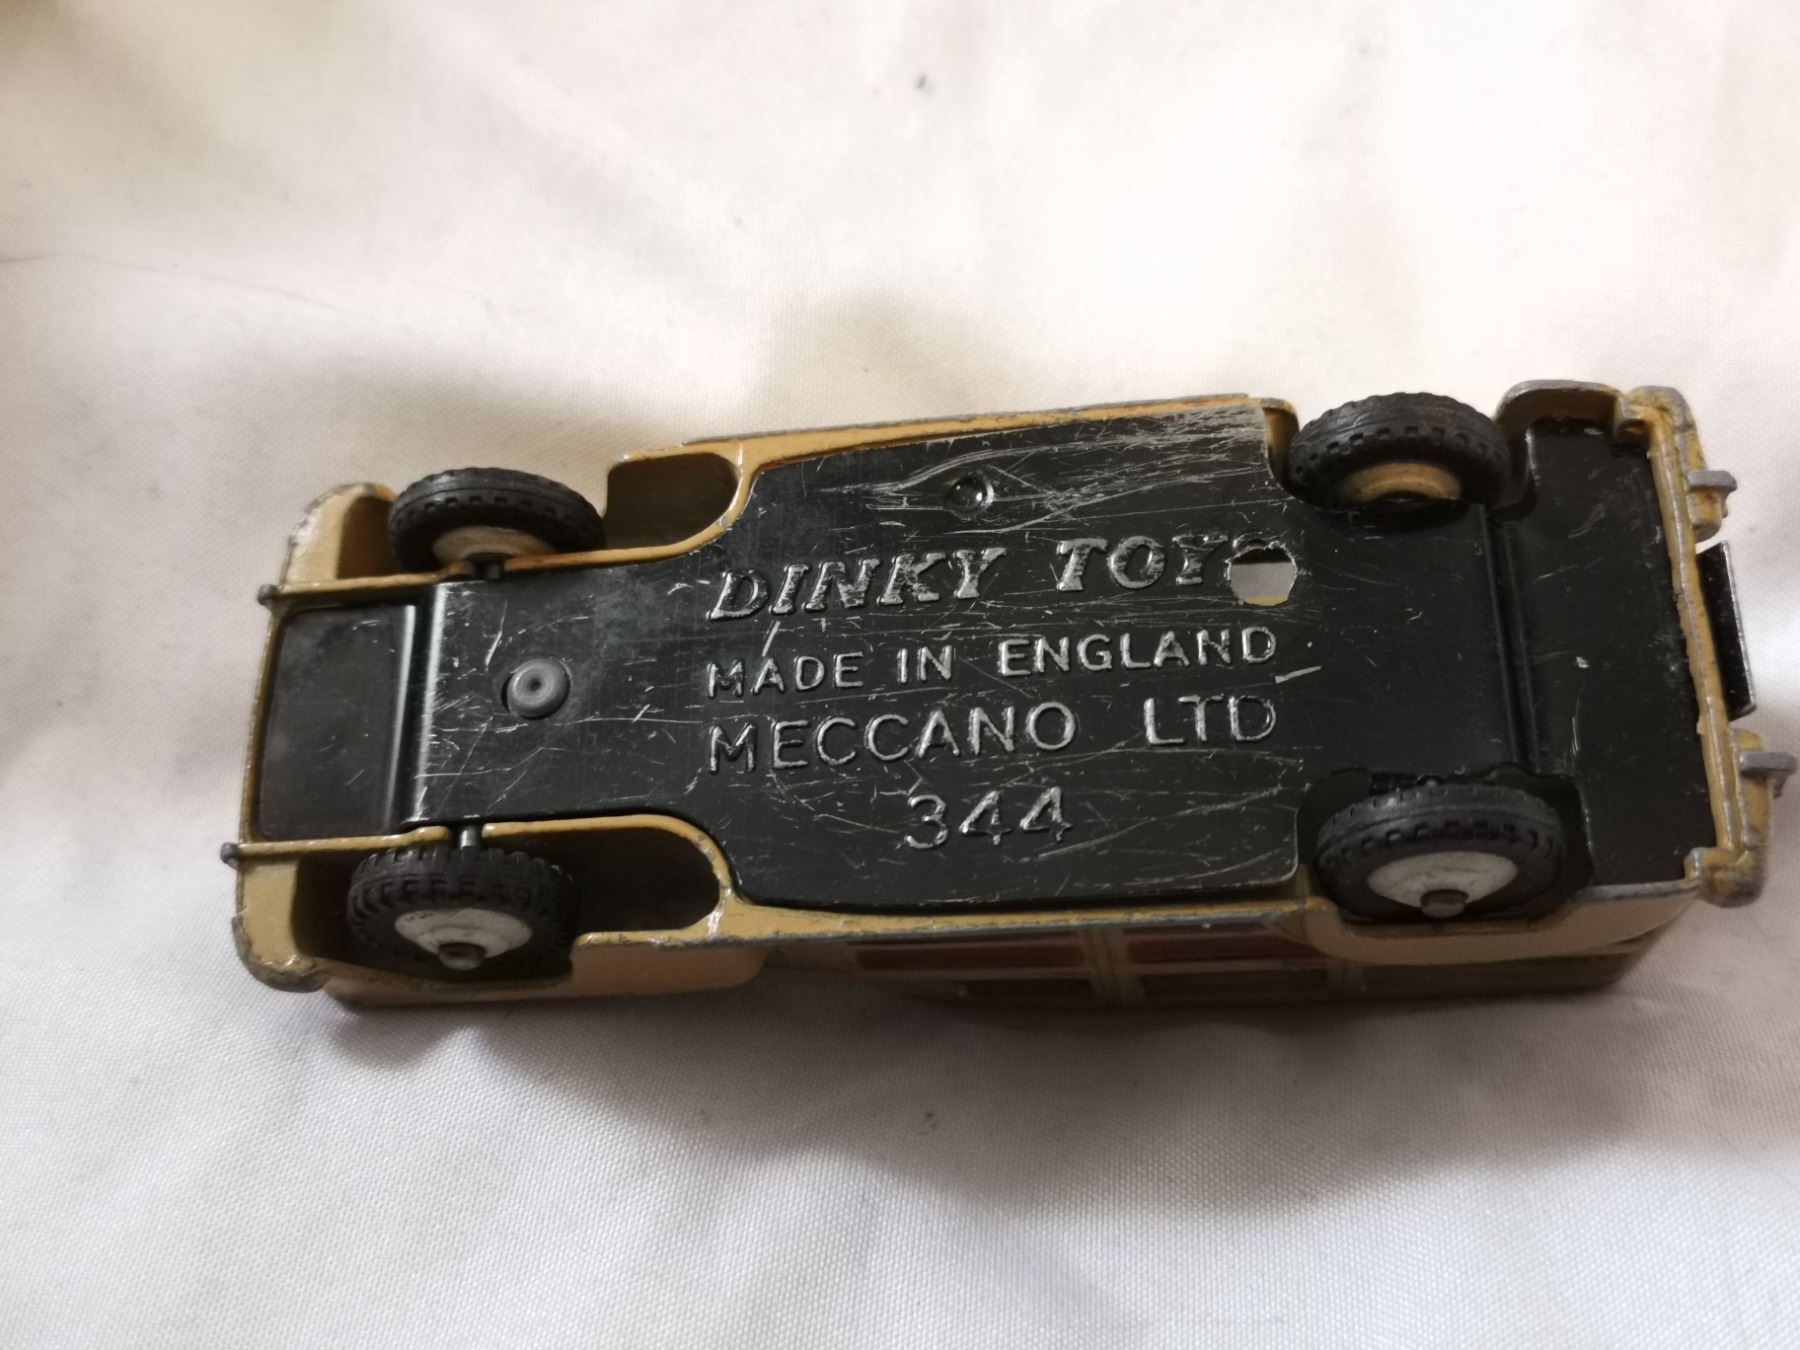 DINKY TOYS
MADE IN ENGLAND
MECCANO LTD
344